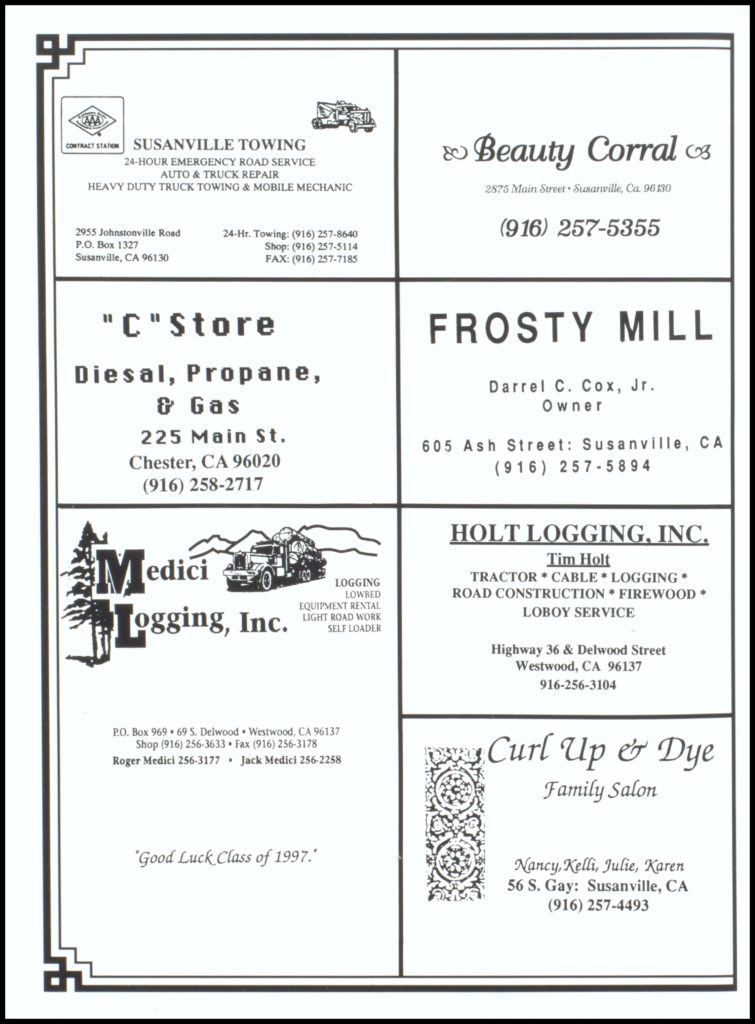 AAA
CONTRACT STATION
SUSANVILLE TOWING
24-HOUR EMERGENCY ROAD SERVICE
AUTO & TRUCK REPAIR
HEAVY DUTY TRUCK TOWING & MOBILE MECHANIC
2955 Johnstonville Road
P.O. Box 1327
Susanville, CA 96130
24-Hr. Towing: (916) 257-8640
Shop: (916) 257-5114
FAX: (916) 257-7185
Beauty Corral
2875 Main Street • Susanville, Ca. 96130
(916) 257-5355
"C" Store
Diesal, Propane,
& Gas
225 Main St.
Chester, CA 96020
(916) 258-2717
FROSTY MILL
Darrel C. Cox, Jr.
Owner
605 Ash Street: Susanville, CA
(916) 257-5894
Medici
Logging, Inc.
LOGGING
LOWBED
EQUIPMENT RENTAL
LIGHT ROAD WORK
SELF LOADER
P.O. Box 969 • 69 S. Delwood • Westwood, CA 96137
Shop (916) 256-3633 • Fax (916) 256-3178
Roger Medici 256-3177 • Jack Medici 256-2258
"Good Luck Class of 1997."
HOLT LOGGING, INC.
Tim Holt
TRACTOR * CABLE * LOGGING *
ROAD CONSTRUCTION * FIREWOOD *
LOBOY SERVICE
Highway 36 & Delwood Street
Westwood, CA 96137
916-256-3104
Curl Up & Dye
Family Salon
Nancy, Kelli, Julie, Karen
56 S. Gay: Susanville, CA
(916) 257-4493